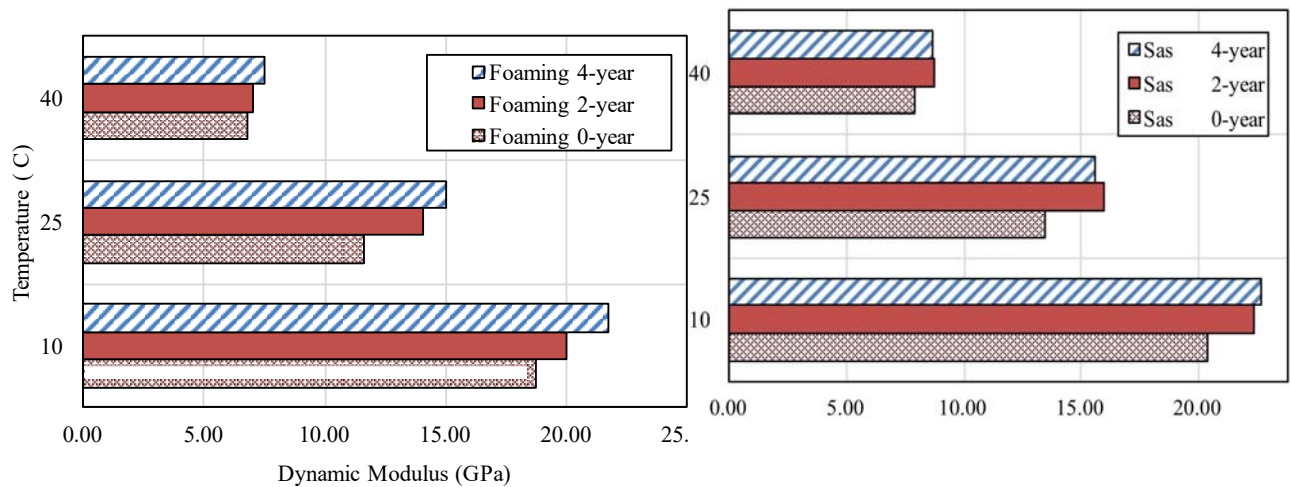 Foaming 4-year
Foaming 2-year
Foaming 0-year
40
25
10
Temperature ( C)
0.00 5.00 10.00 15.00 20.00 25.
Dynamic Modulus (GPa)
Sas 4-year
Sas 2-year
Sas 0-year
40
25
10
0.00 5.00 10.00 15.00 20.00